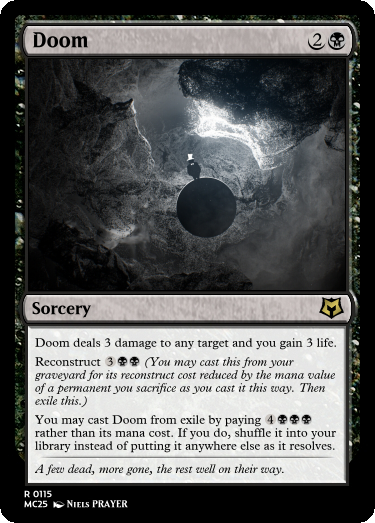 Doom 2
Sorcery
Doom deals 3 damage to any target and you gain 3 life.
Reconstruct 3 (You may cast this from your
graveyard for its reconstruct cost reduced by the mana value
of a permanent you sacrifice as you cast it this way. Then
exile this.)
You may cast Doom from exile by paying 4
rather than its mana cost. If you do, shuffle it into your
library instead of putting it anywhere else as it resolves.
A few dead, more gone, the rest well on their way.
R 0115
MC25 Niels PRAYER